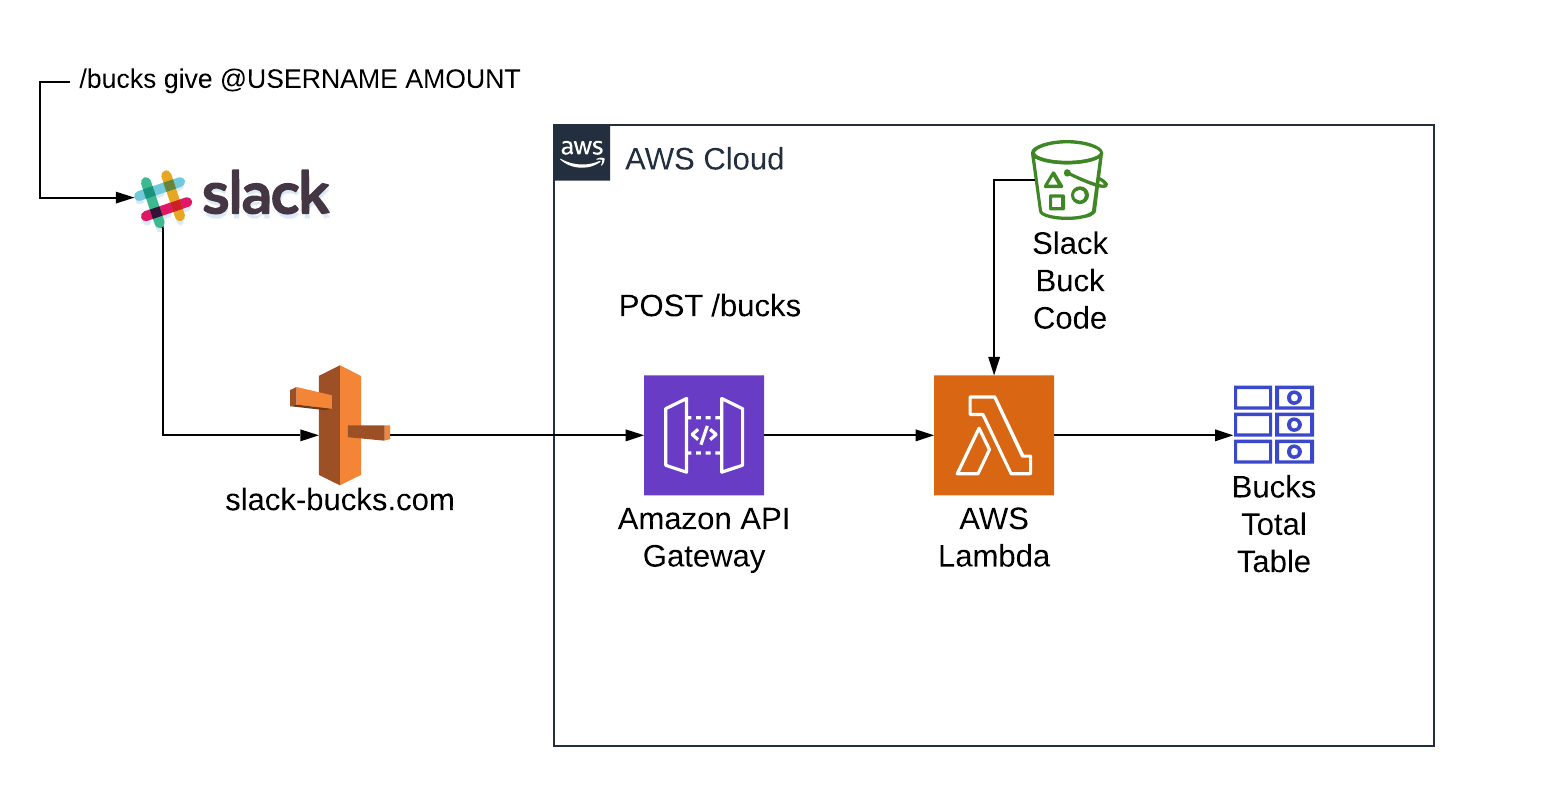 /bucks give @USERNAME AMOUNT
slack
aws
AWS Cloud
Slack
Buck
Code
POST /bucks
slack-bucks.com
</>
Amazon API
Gateway
AWS
Lambda
Bucks
Total
Table